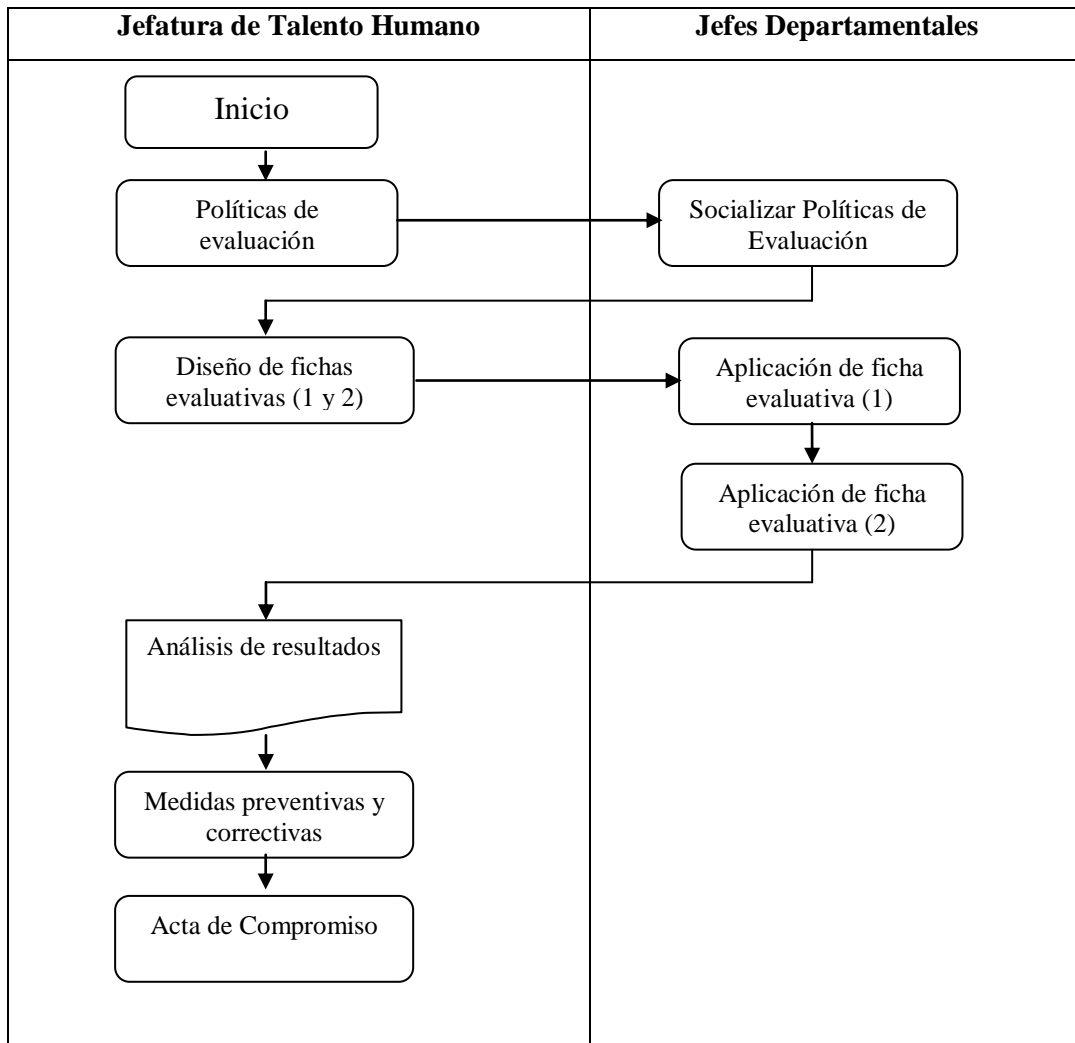 Jefatura de Talento Humano
Jefes Departamentales
Inicio
Políticas de
evaluación
Socializar Políticas de
Evaluación
Diseño de fichas
evaluativas (1 y 2)
Aplicación de ficha
evaluativa (1)
Aplicación de ficha
evaluativa (2)
Análisis de resultados
Medidas preventivas y
correctivas
Acta de Compromiso